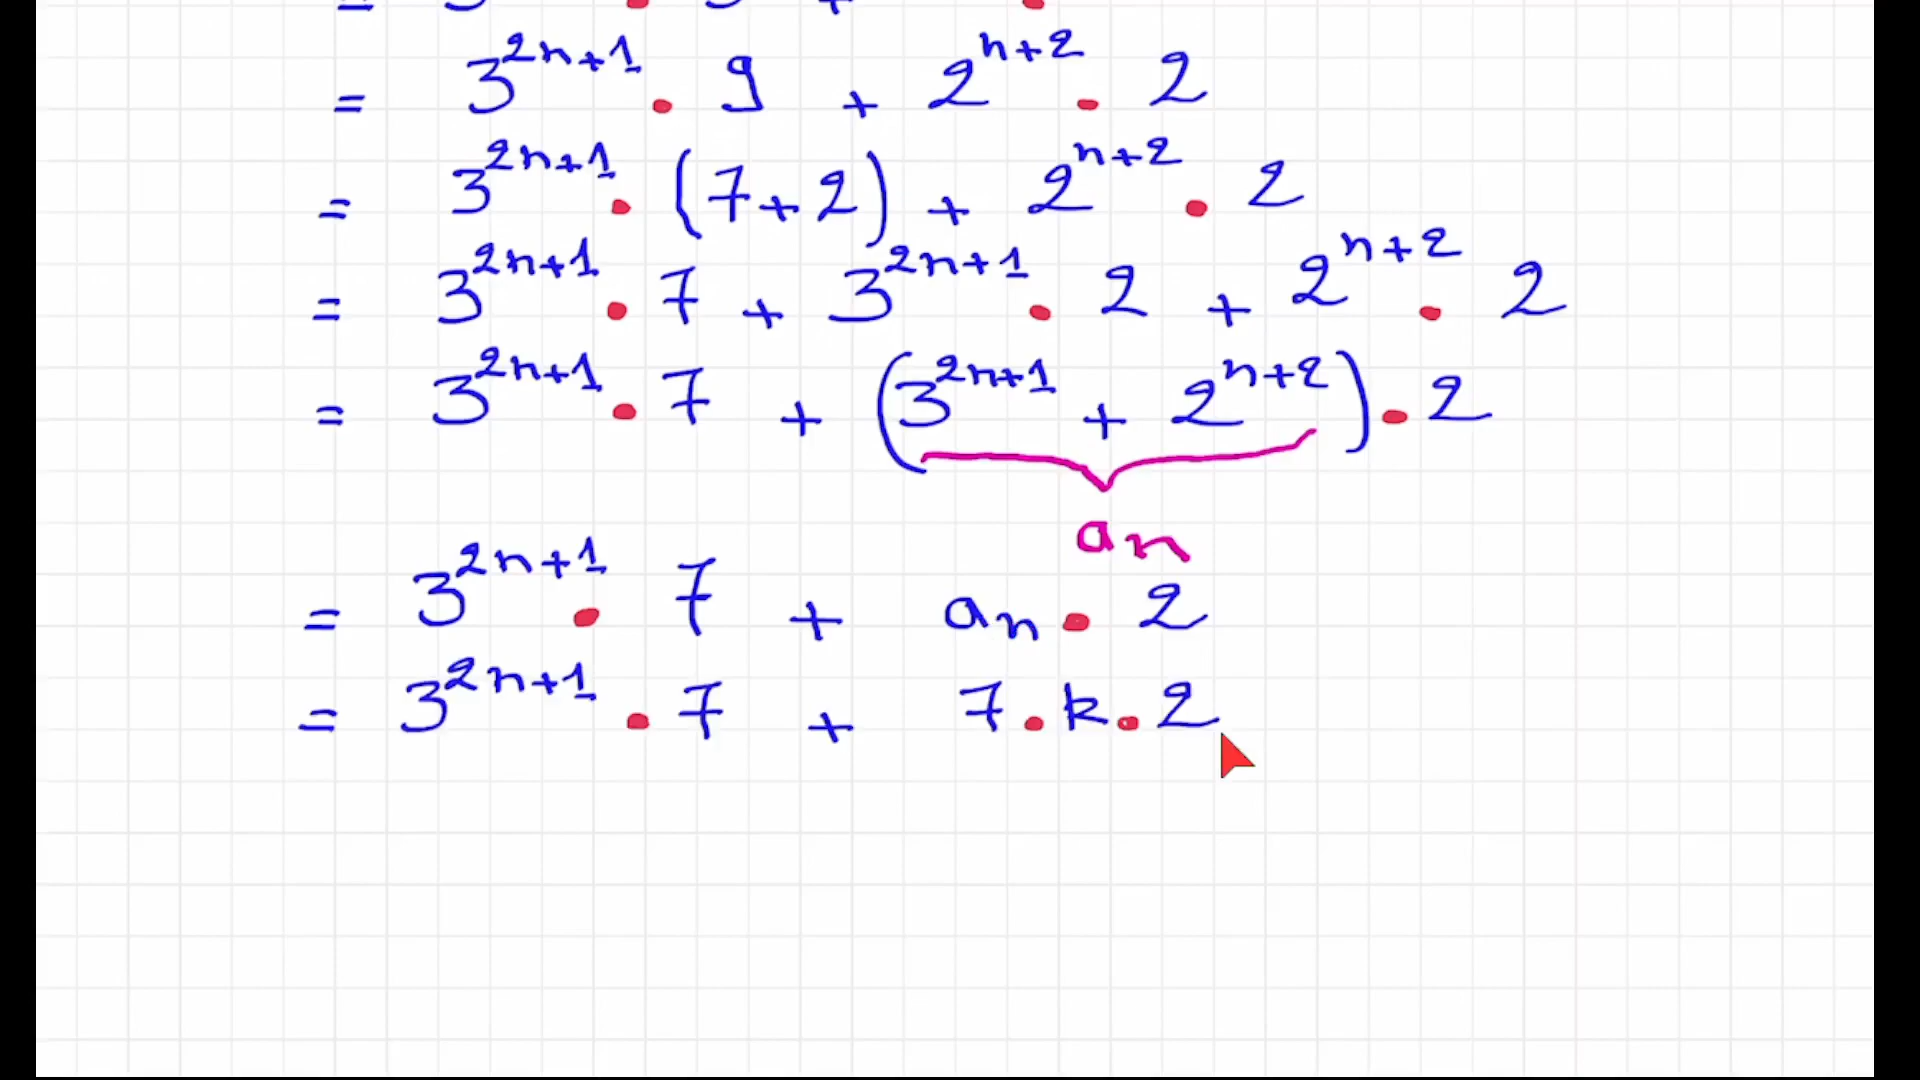 = 3^{2n+1} · 9 + 2^{n+2} · 2
= 3^{2n+1} · (7+2) + 2^{n+2} · 2
= 3^{2n+1} · 7 + 3^{2n+1} · 2 + 2^{n+2} · 2
= 3^{2n+1} · 7 + (3^{2n+1} + 2^{n+2}) · 2
a_n
= 3^{2n+1} · 7 + a_n · 2
= 3^{2n+1} · 7 + 7 · k · 2